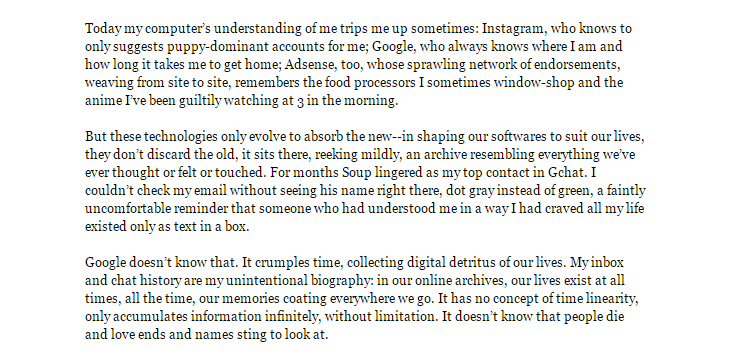 Today my computer’s understanding of me trips me up sometimes: Instagram, who knows to
only suggests puppy-dominant accounts for me; Google, who always knows where I am and
how long it takes me to get home; Adsense, too, whose sprawling network of endorsements,
weaving from site to site, remembers the food processors I sometimes window-shop and the
anime I’ve been guiltily watching at 3 in the morning.
But these technologies only evolve to absorb the new--in shaping our softwares to suit our lives,
they don’t discard the old, it sits there, reeking mildly, an archive resembling everything we’ve
ever thought or felt or touched. For months Soup lingered as my top contact in Gchat. I
couldn’t check my email without seeing his name right there, dot gray instead of green, a faintly
uncomfortable reminder that someone who had understood me in a way I had craved all my life
existed only as text in a box.
Google doesn’t know that. It crumples time, collecting digital detritus of our lives. My inbox
and chat history are my unintentional biography: in our online archives, our lives exist at all
times, all the time, our memories coating everywhere we go. It has no concept of time linearity,
only accumulates information infinitely, without limitation. It doesn’t know that people die
and love ends and names sting to look at.